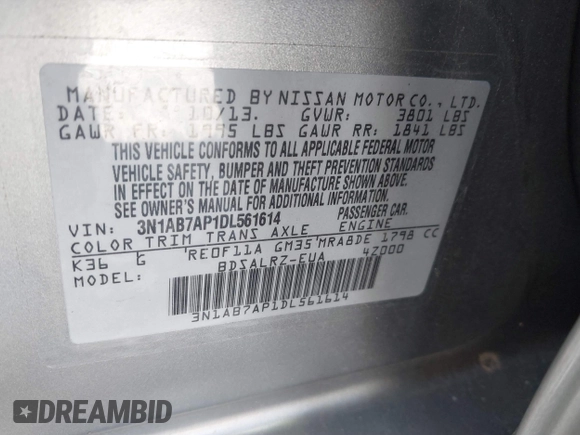 MANUFACTURED BY NISSAN MOTOR CO., LTD.
DATE: 10/13. GVWR: 3801 LBS
GAWR FR: 1995 LBS GAWR RR: 1841 LBS
THIS VEHICLE CONFORMS TO ALL APPLICABLE FEDERAL MOTOR
VEHICLE SAFETY, BUMPER, AND THEFT PREVENTION STANDARDS
IN EFFECT ON THE DATE OF MANUFACTURE SHOWN ABOVE.
SEE OWNER'S MANUAL FOR ADDITIONAL INFORMATION.
VIN: 3N1AB7AP1DL561614 PASSENGER CAR.
COLOR TRIM TRANS AXLE ENGINE
K36 G RE0F11A GM35 MRA8DE 1798 CC
MODEL: BDSALRZ-EUA 4Z000
3N1AB7AP1DL561614
DREAMBID